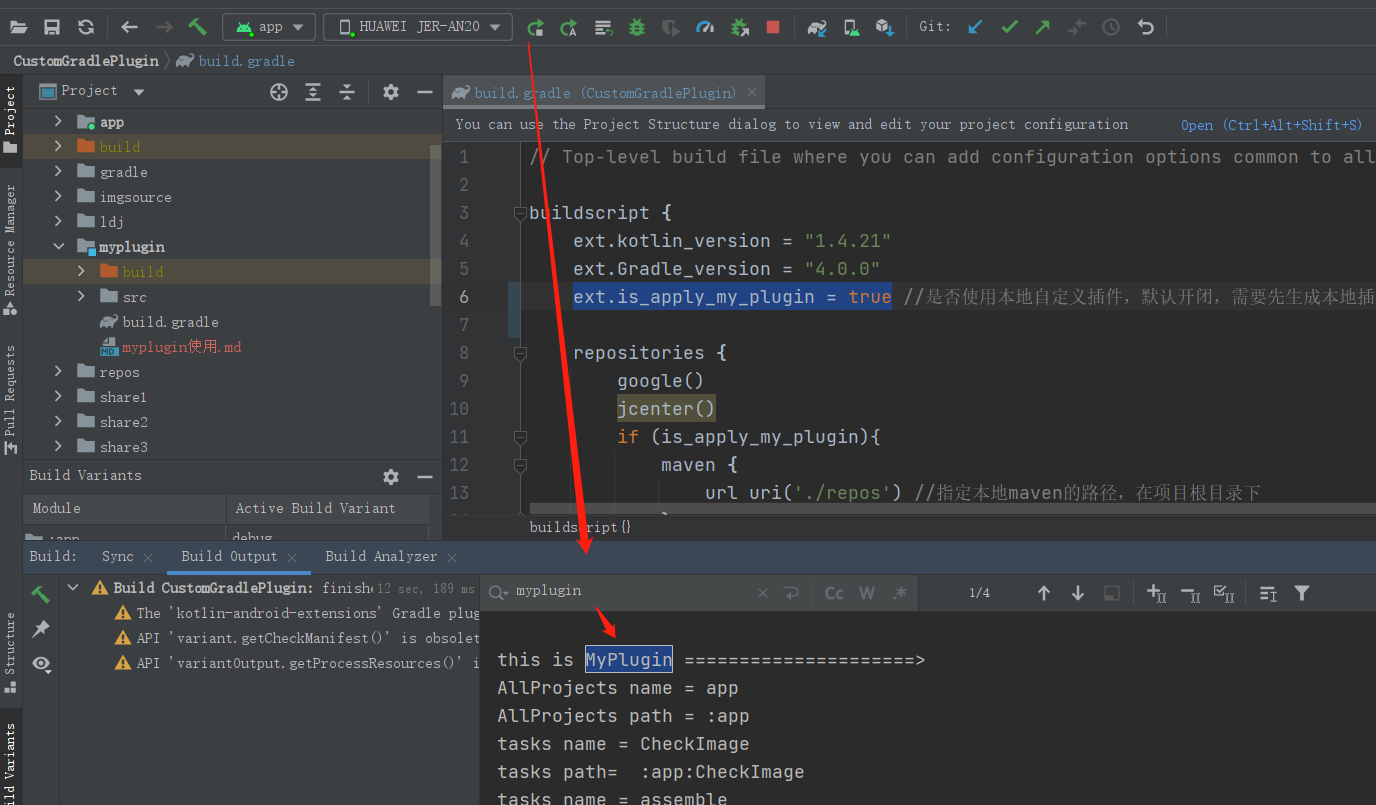 app
HUAWEI JER-AN20
Git:
CustomGradlePlugin
build.gradle
Project
build.gradle (CustomGradlePlugin)
Project
app
build
gradle
imgsource
ldj
myplugin
build
src
build.gradle
myplugin使用.md
repos
share1
share2
share3
Resource Manager
Pull Requests
You can use the Project Structure dialog to view and edit your project configuration
Open (Ctrl+Alt+Shift+S)
1 // Top-level build file where you can add configuration options common to all
2
3 buildscript {
4 ext.kotlin_version = "1.4.21"
5 ext.Gradle_version = "4.0.0"
6 ext.is_apply_my_plugin = true //是否使用本地自定义插件，默认开闭，需要先生成本地插
7
8 repositories {
9 google()
10 jcenter()
11 if (is_apply_my_plugin){
12 maven {
13 url uri('./repos') //指定本地maven的路径，在项目根目录下
buildscript{}
Build Variants
Module
Active Build Variant
:app
debug
Build:
Sync
Build Output
Build Analyzer
Build CustomGradlePlugin: finishe
12 sec, 189 ms
The 'kotlin-android-extensions' Gradle plug
API 'variant.getCheckManifest()' is obsolet
API 'variantOutput.getProcessResources()' i
Structure
ld Variants
myplugin
Cc
W
.*
1/4
this is MyPlugin =====================>
AllProjects name = app
AllProjects path = :app
tasks name = CheckImage
tasks path= :app:CheckImage
tasks name = assemble